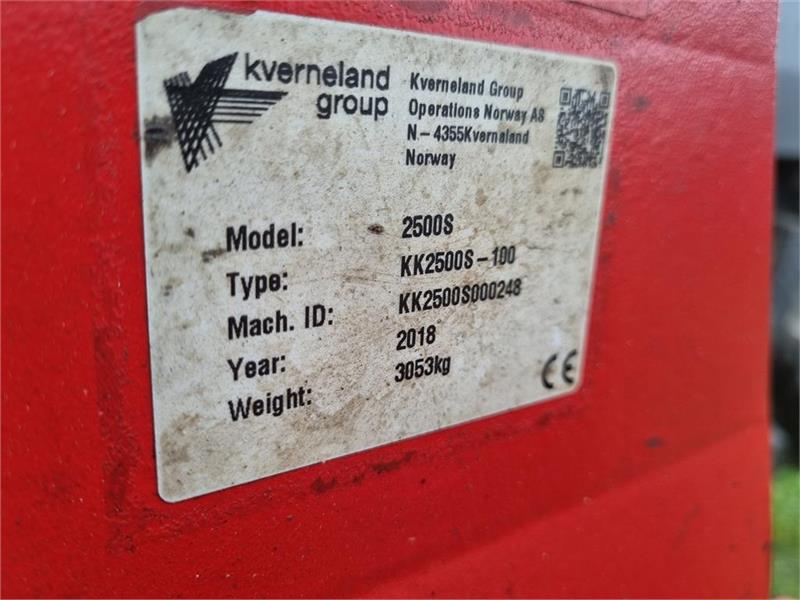 kverneland
group
Kverneland Group
Operations Norway AS
N-4355Kvernaland
Norway
Model: 2500S
Type: KK2500S-100
Mach. ID: KK2500S000248
Year: 2018
Weight: 3053kg
CE